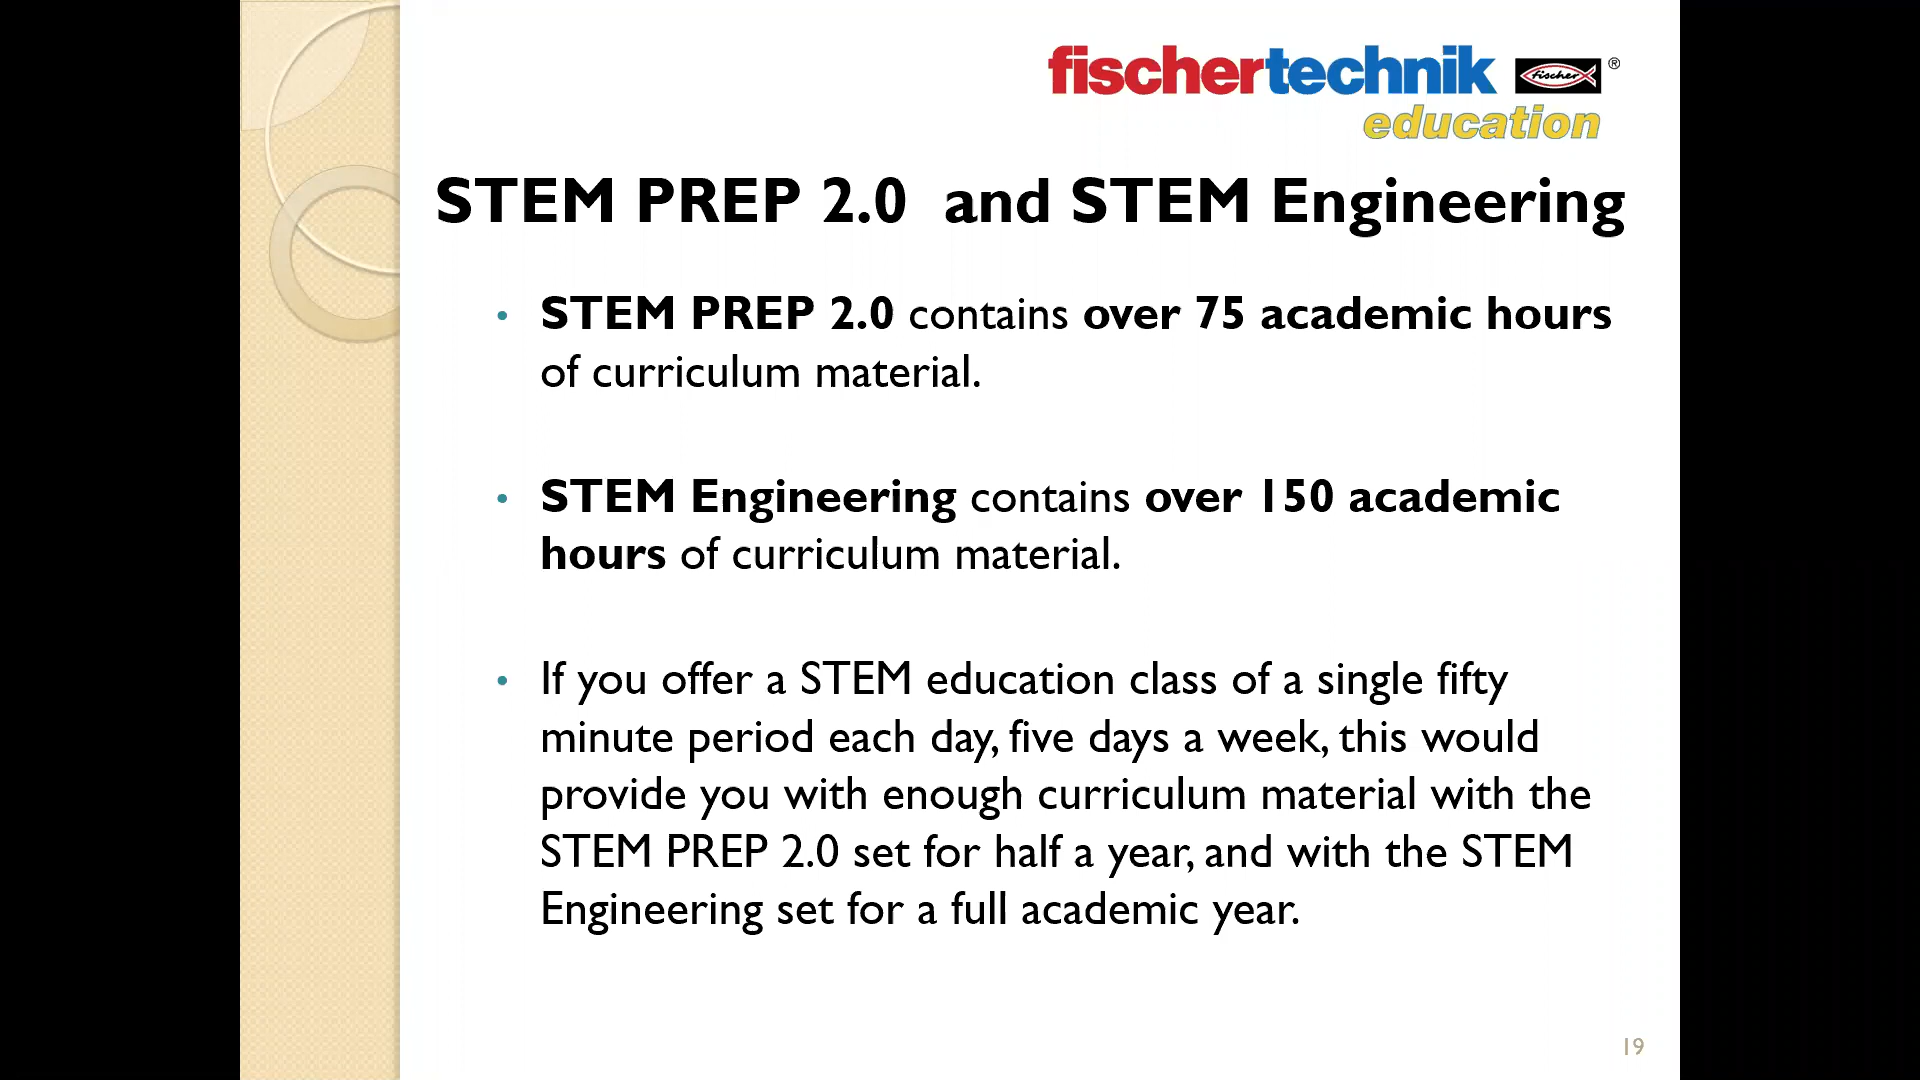 fischertechnik fischer ®
education
STEM PREP 2.0 and STEM Engineering
• STEM PREP 2.0 contains over 75 academic hours
of curriculum material.
• STEM Engineering contains over 150 academic
hours of curriculum material.
• If you offer a STEM education class of a single fifty
minute period each day, five days a week, this would
provide you with enough curriculum material with the
STEM PREP 2.0 set for half a year, and with the STEM
Engineering set for a full academic year.
19